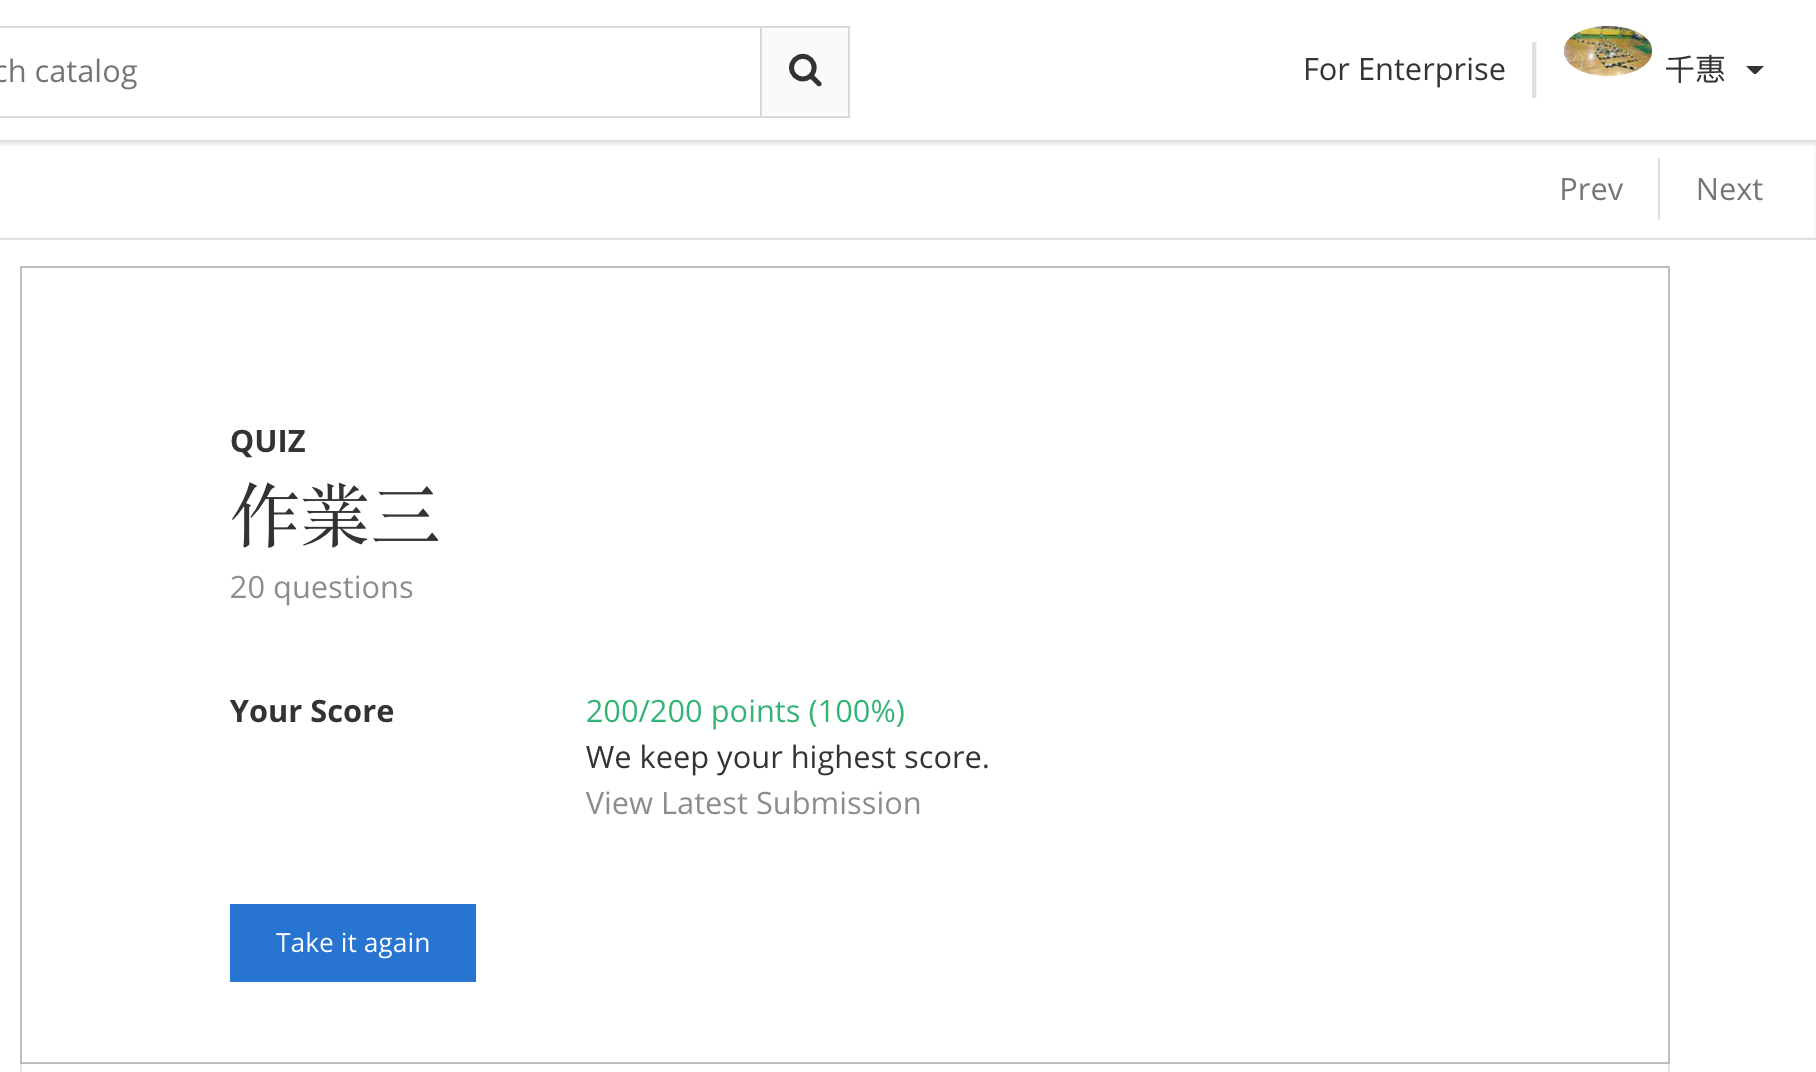 ch catalog
For Enterprise
千惠
Prev
Next
QUIZ
作業三
20 questions
Your Score
200/200 points (100%)
We keep your highest score.
View Latest Submission
Take it again